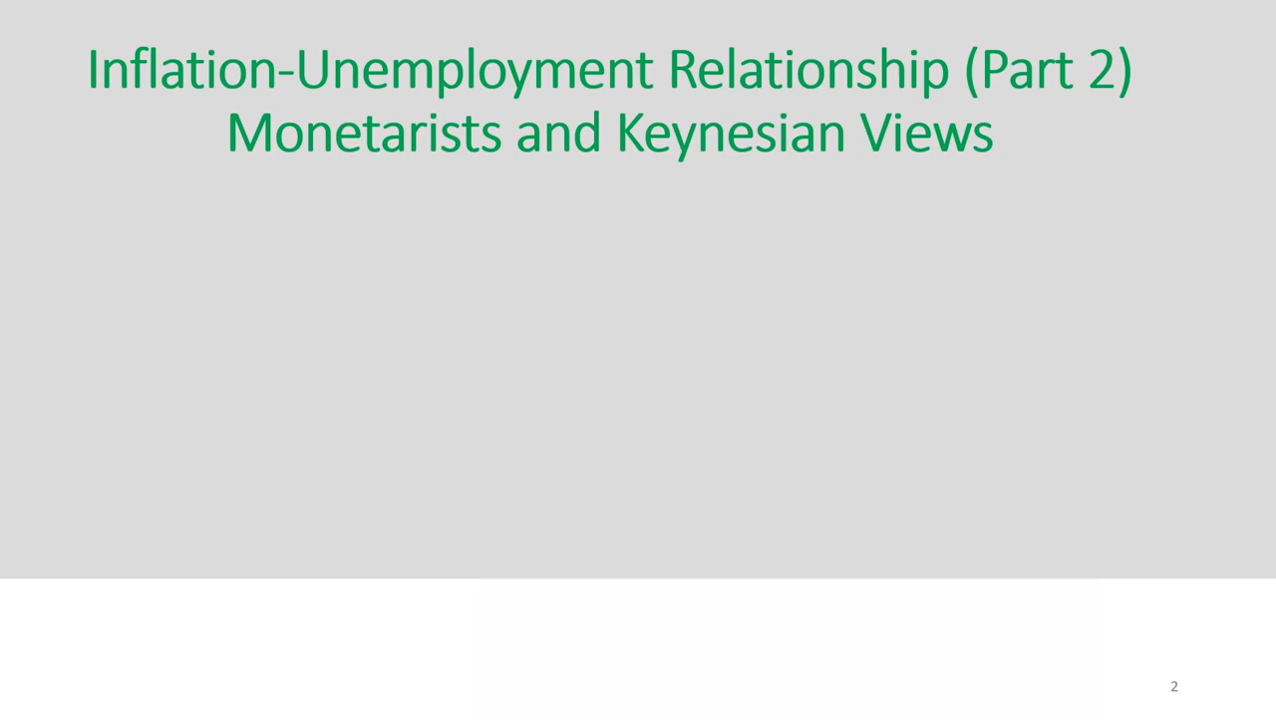 Inflation-Unemployment Relationship (Part 2)
Monetarists and Keynesian Views
2